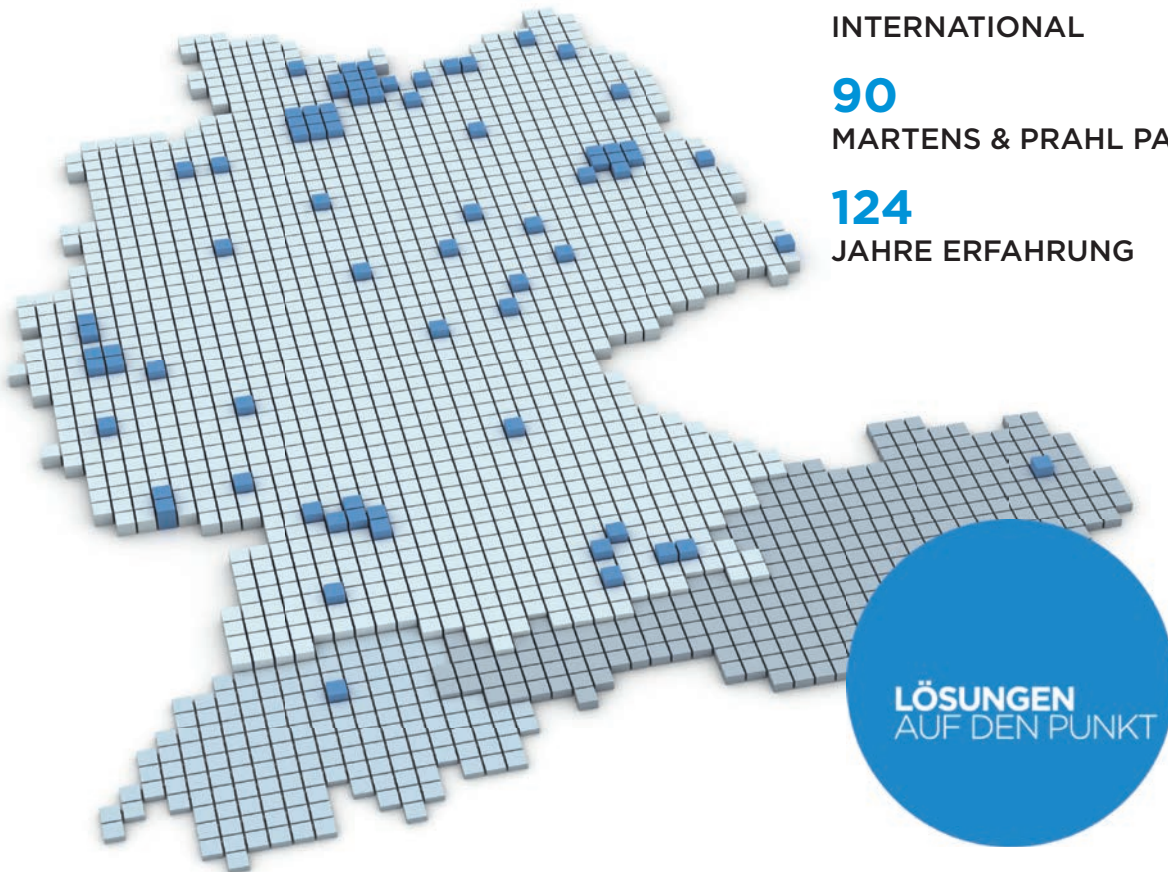 INTERNATIONAL
90
MARTENS & PRAHL PA
124
JAHRE ERFAHRUNG
LÖSUNGEN
AUF DEN PUNKT